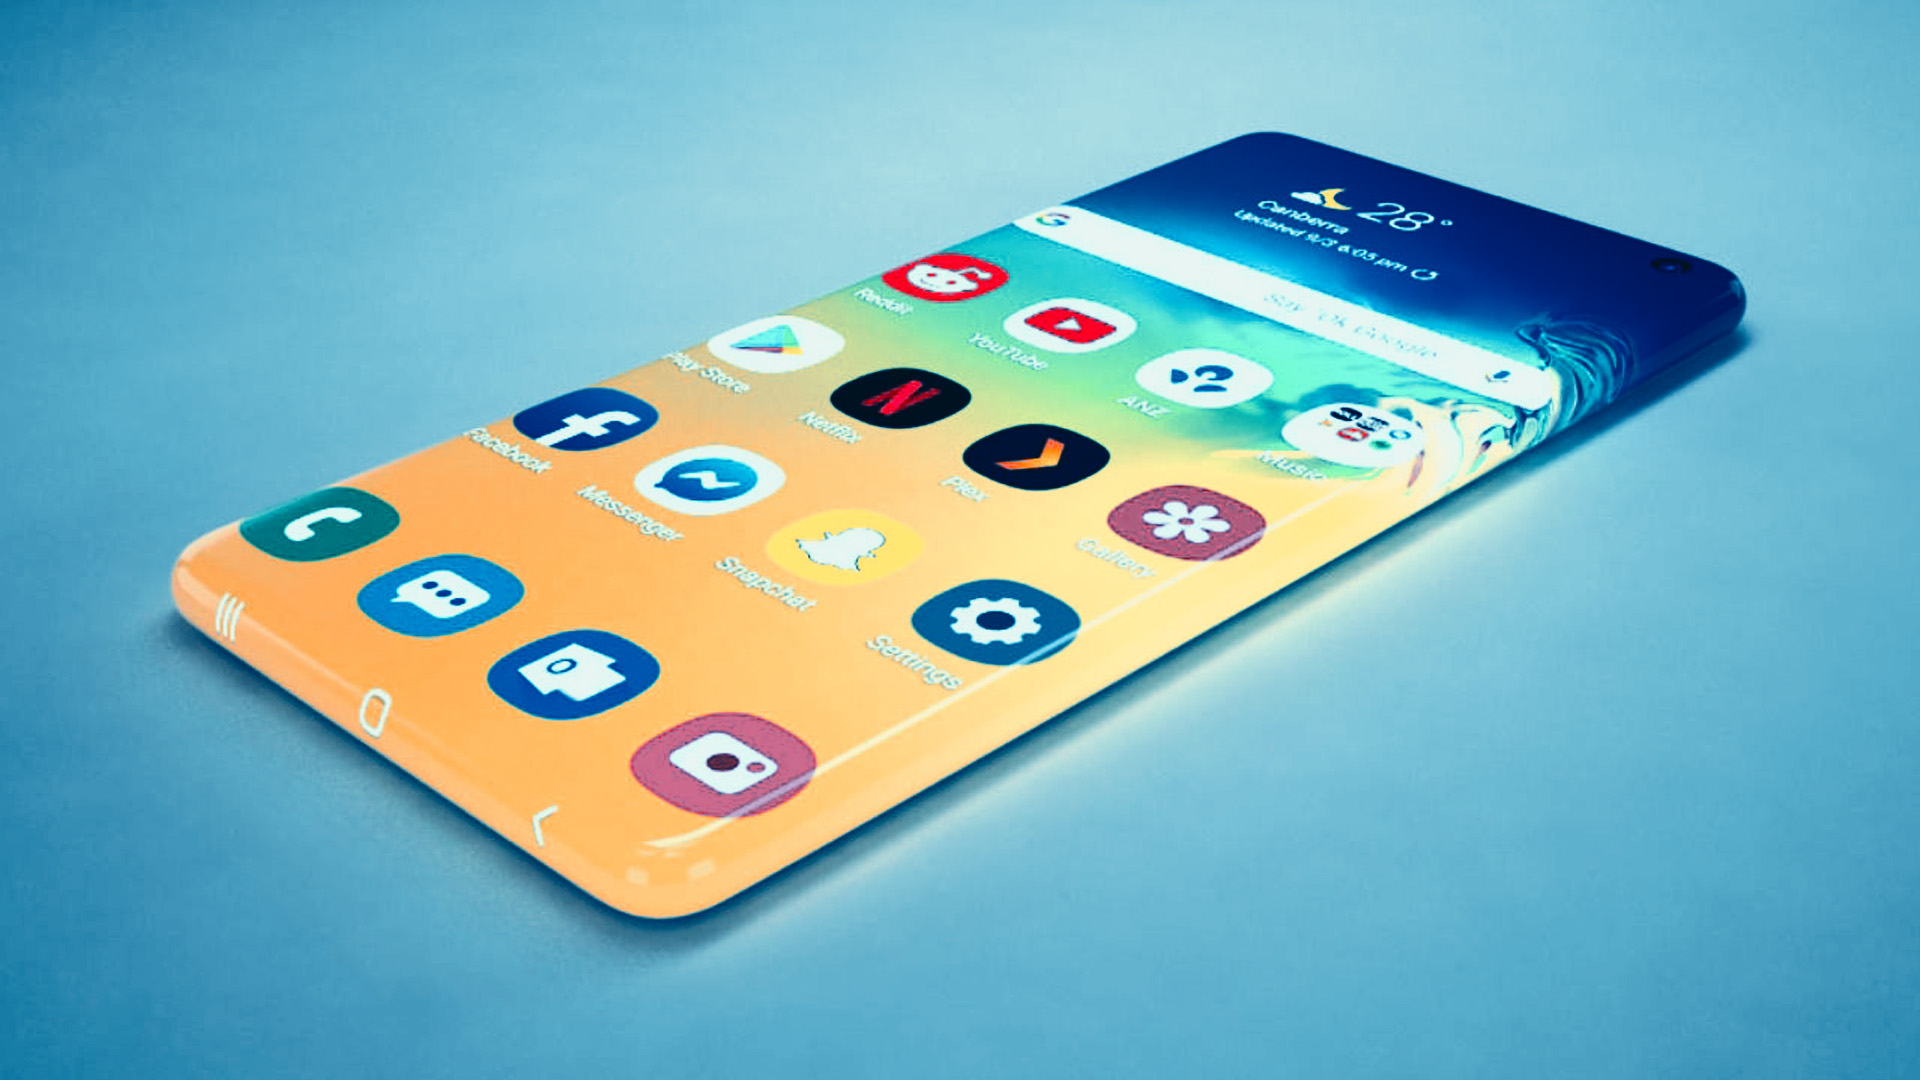 28°
Canberra
Updated 9/3 6:05 pm
Say "Ok Google"
Reddit
YouTube
ANZ
Music
Play Store
Netflix
Plex
Gallery
Facebook
Messenger
Snapchat
Settings